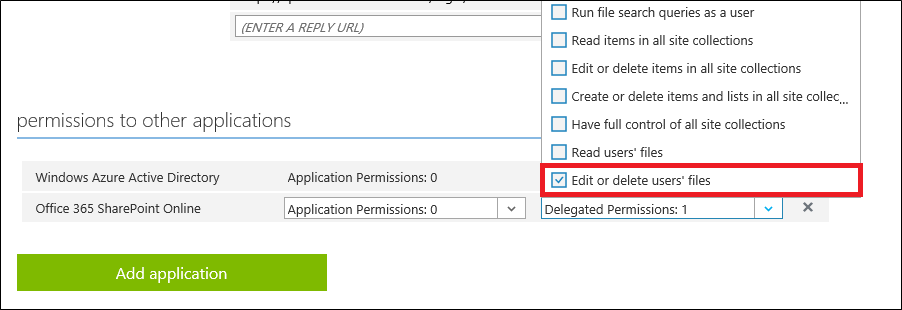 (ENTER A REPLY URL)
Run file search queries as a user
Read items in all site collections
Edit or delete items in all site collections
Create or delete items and lists in all site collec...
Have full control of all site collections
Read users' files
Edit or delete users' files
permissions to other applications
Windows Azure Active Directory Application Permissions: 0
Office 365 SharePoint Online Application Permissions: 0 Delegated Permissions: 1
Add application